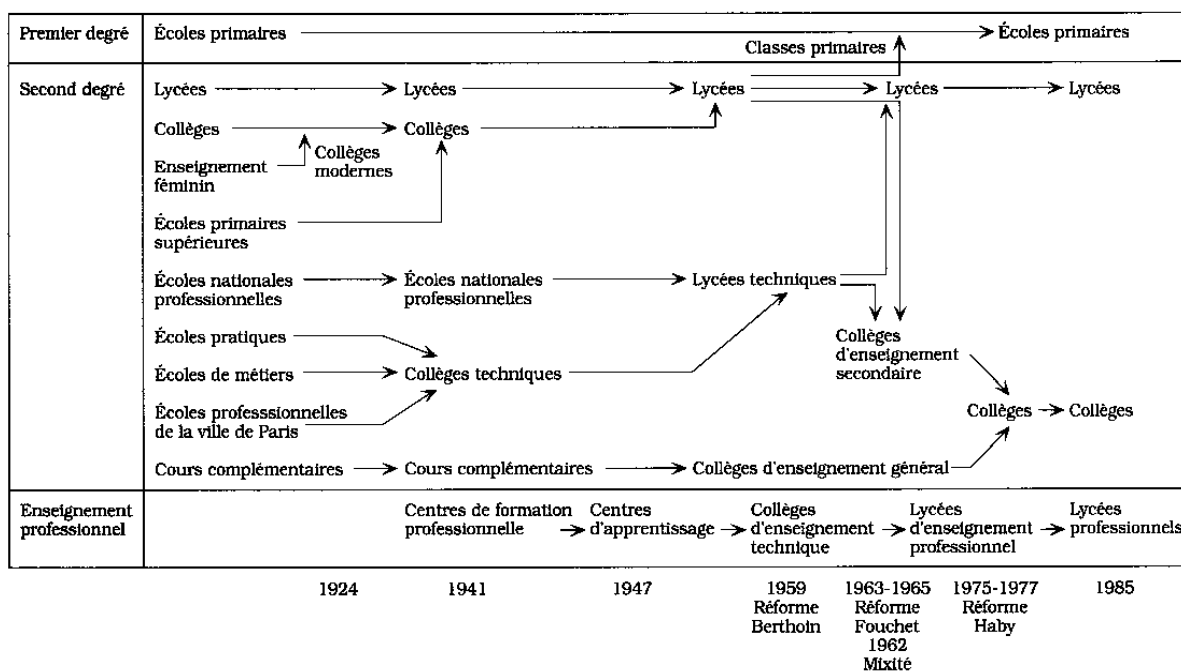 Premier degré
Écoles primaires
Écoles primaires
Classes primaires
Second degré
Lycées
Lycées
Lycées
Lycées
Lycées
Collèges
Collèges
Enseignement
féminin
Collèges
modernes
Écoles primaires
supérieures
Écoles nationales
professionnelles
Écoles nationales
professionnelles
Lycées techniques
Écoles pratiques
Collèges
d'enseignement
secondaire
Écoles de métiers
Collèges techniques
Écoles professsionnelles
de la ville de Paris
Collèges
Collèges
Cours complémentaires
Cours complémentaires
Collèges d'enseignement général
Enseignement
professionnel
Centres de formation
professionnelle
Centres
d'apprentissage
Collèges
d'enseignement
technique
Lycées
d'enseignement
professionnel
Lycées
professionnels
1924
1941
1947
1959
Réforme
Berthoin
1963-1965
Réforme
Fouchet
1962
Mixité
1975-1977
Réforme
Haby
1985